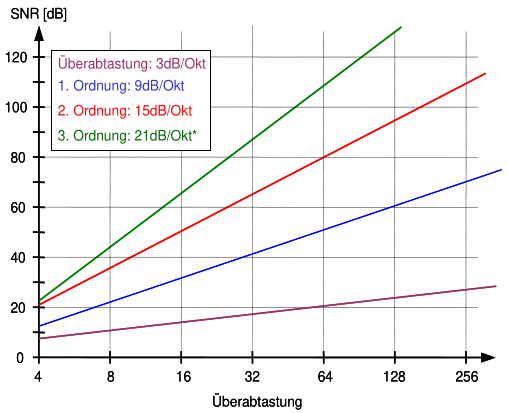 SNR [dB]
120
100
80
60
40
20
0
Überabtastung: 3dB/Okt
1. Ordnung: 9dB/Okt
2. Ordnung: 15dB/Okt
3. Ordnung: 21dB/Okt*
4 8 16 32 64 128 256
Überabtastung